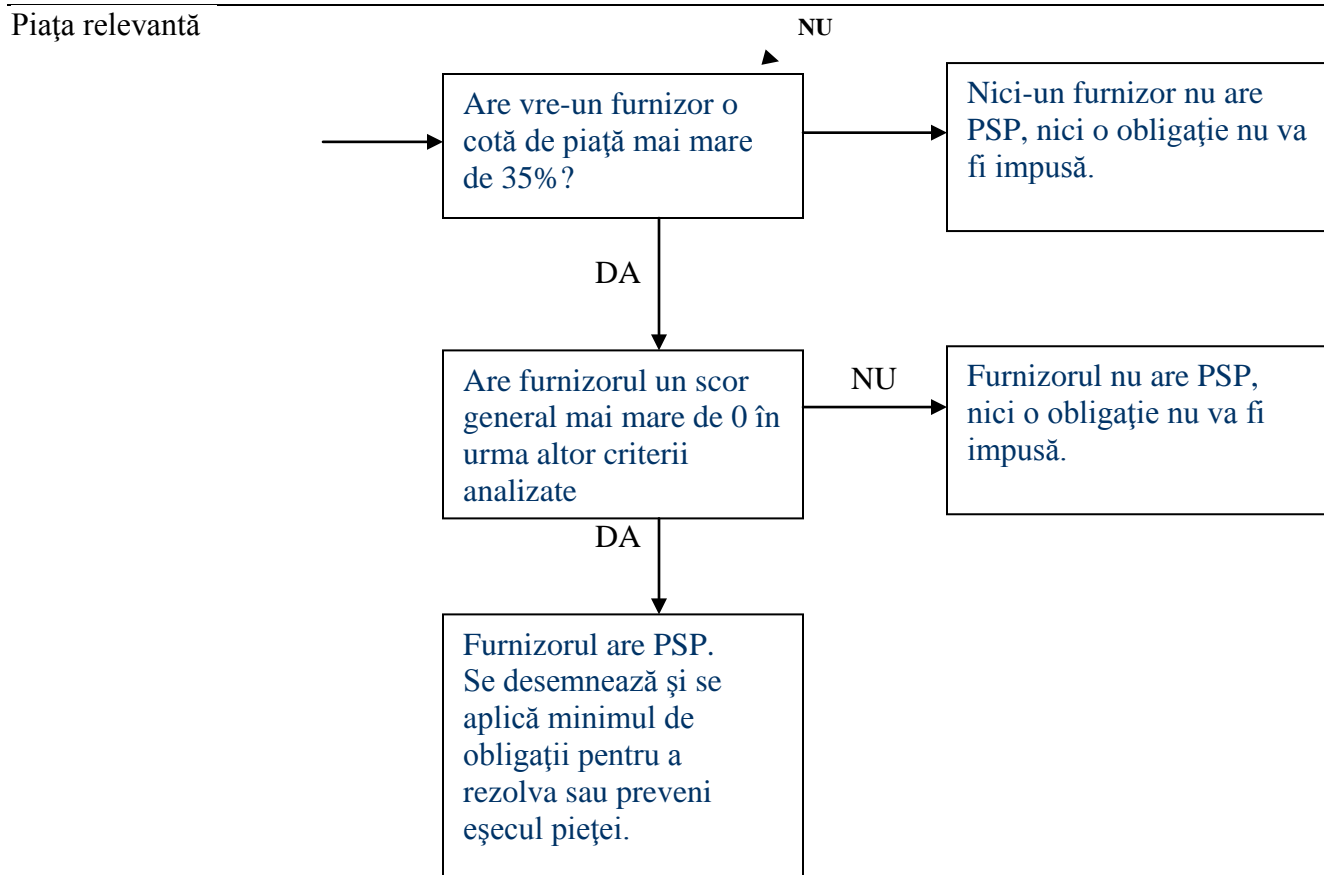 Piaţa relevantă
NU
Are vre-un furnizor o
cotă de piaţă mai mare
de 35%?
Nici-un furnizor nu are
PSP, nici o obligaţie nu va
fi impusă.
DA
Are furnizorul un scor
general mai mare de 0 în
urma altor criterii
analizate
NU
Furnizorul nu are PSP,
nici o obligaţie nu va fi
impusă.
DA
Furnizorul are PSP.
Se desemnează şi se
aplică minimul de
obligaţii pentru a
rezolva sau preveni
eşecul pieţei.